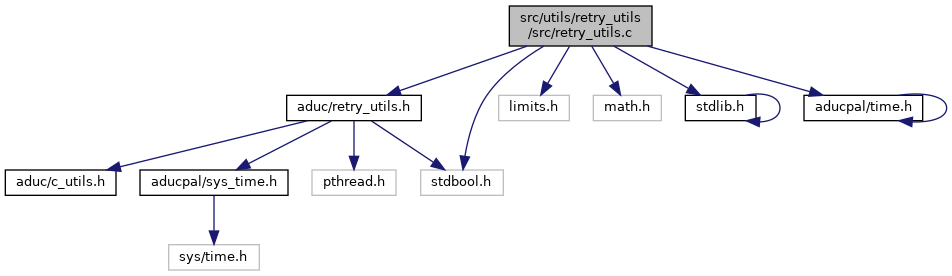 src/utils/retry_utils
/src/retry_utils.c
aduc/retry_utils.h
limits.h
math.h
stdlib.h
aducpal/time.h
aduc/c_utils.h
aducpal/sys_time.h
pthread.h
stdbool.h
sys/time.h